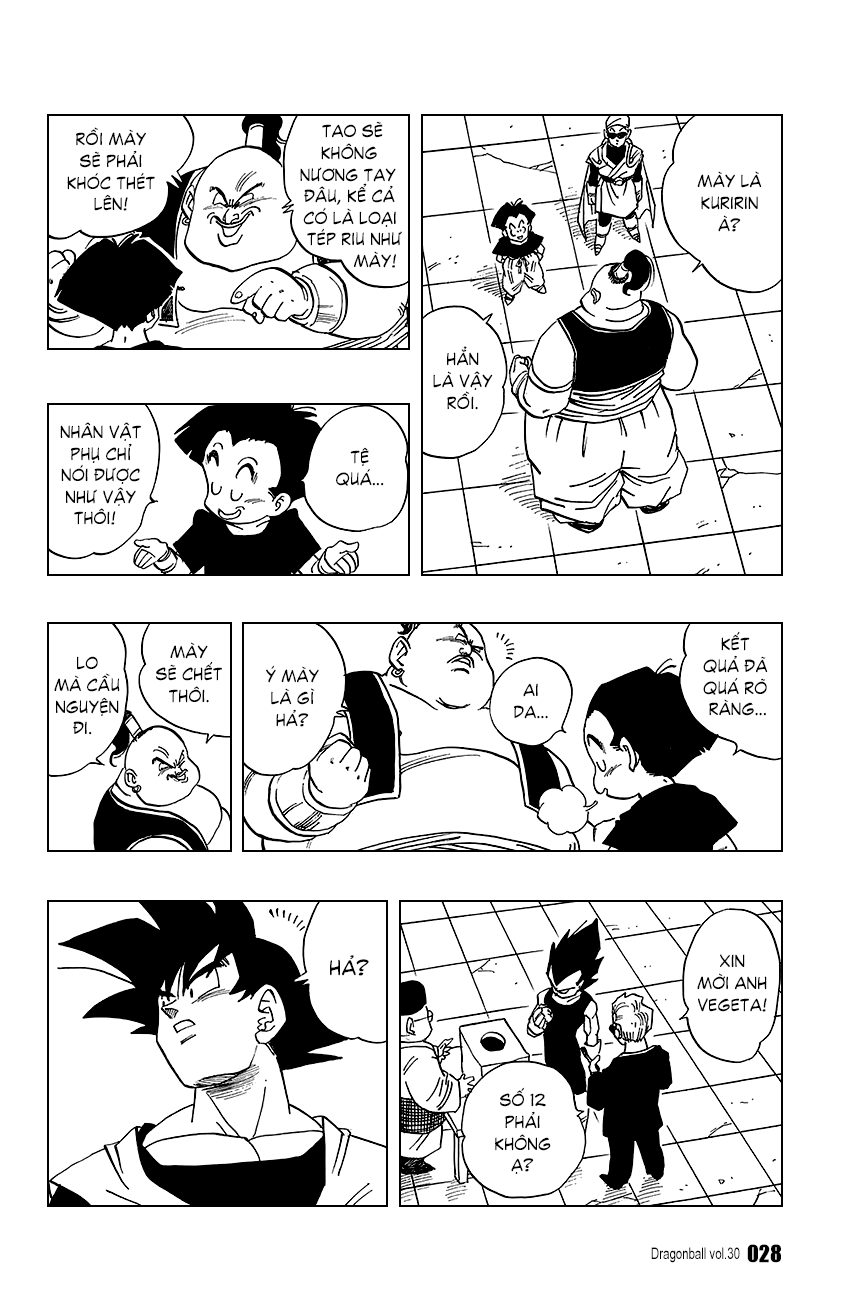 MÀY LÀ
KURIRIN
À?
HẲN
LÀ VẬY
RỒI.
TAO SẼ
KHÔNG
NƯƠNG TAY
ĐÂU, KỂ CẢ
CÓ LÀ LOẠI
TÉP RIU NHƯ
MÀY!
RỒI MÀY
SẼ PHẢI
KHÓC THÉT
LÊN!
TỆ
QUÁ...
NHÂN VẬT
PHỤ CHỈ
NÓI ĐƯỢC
NHƯ VẬY
THÔI!
KẾT
QUẢ ĐÃ
QUÁ RÕ
RÀNG...
AI
DA...
Ý MÀY
LÀ GÌ
HẢ?
MÀY
SẼ CHẾT
THÔI.
LO
MÀ CẦU
NGUYỆN
ĐI.
XIN
MỜI ANH
VEGETA!
SỐ 12
PHẢI
KHÔNG
Ạ?
HẢ?
Dragonball vol.30 028